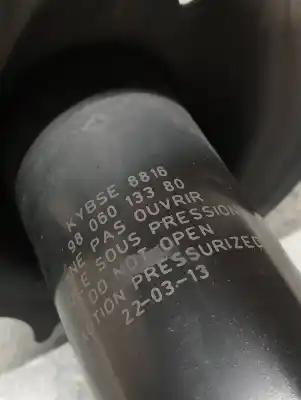 KYBSE 8816
98 060 133 80
NE PAS OUVRIR
SOUS PRESSION
DO NOT OPEN
PRESSURIZED
22-03-13